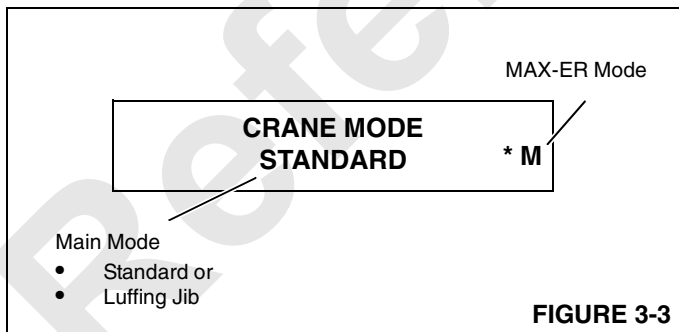 MAX-ER Mode
CRANE MODE
STANDARD * M
Main Mode
• Standard or
• Luffing Jib
FIGURE 3-3